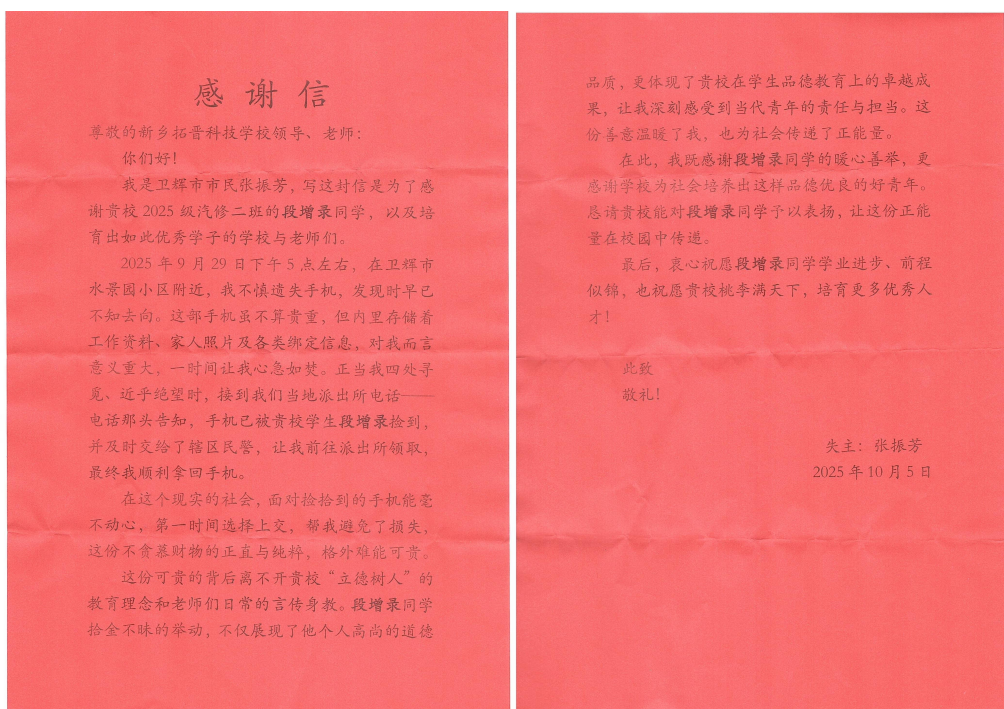 感谢信
尊敬的新乡拓晋科技学校领导、老师：
你们好！
我是卫辉市市民张振芳，写这封信是为了感
谢贵校 2025 级汽修二班的段增录同学，以及培
育出如此优秀学子的学校与老师们。
2025 年 9 月 29 日下午 5 点左右，在卫辉市
水景园小区附近，我不慎遗失手机，发现时早已
不知去向。这部手机虽不算贵重，但内里存储着
工作资料、家人照片及各类绑定信息，对我而言
意义重大，一时间让我心急如焚。正当我四处寻
觅、近乎绝望时，接到我们当地派出所电话——
电话那头告知，手机已被贵校学生段增录捡到，
并及时交给了辖区民警，让我前往派出所领取，
最终我顺利拿回手机。
在这个现实的社会，面对捡拾到的手机能毫
不动心，第一时间选择上交，帮我避免了损失，
这份不贪慕财物的正直与纯粹，格外难能可贵。
这份可贵的背后离不开贵校“立德树人”的
教育理念和老师们日常的言传身教。段增录同学
拾金不昧的举动，不仅展现了他个人高尚的道德
品质，更体现了贵校在学生品德教育上的卓越成
果，让我深刻感受到当代青年的责任与担当。这
份善意温暖了我，也为社会传递了正能量。
在此，我既感谢段增录同学的暖心善举，更
感谢学校为社会培养出这样品德优良的好青年。
恳请贵校能对段增录同学予以表扬，让这份正能
量在校园中传递。
最后，衷心祝愿段增录同学学业进步、前程
似锦，也祝愿贵校桃李满天下，培育更多优秀人
才！
此致
敬礼！
失主：张振芳
2025 年 10 月 5 日